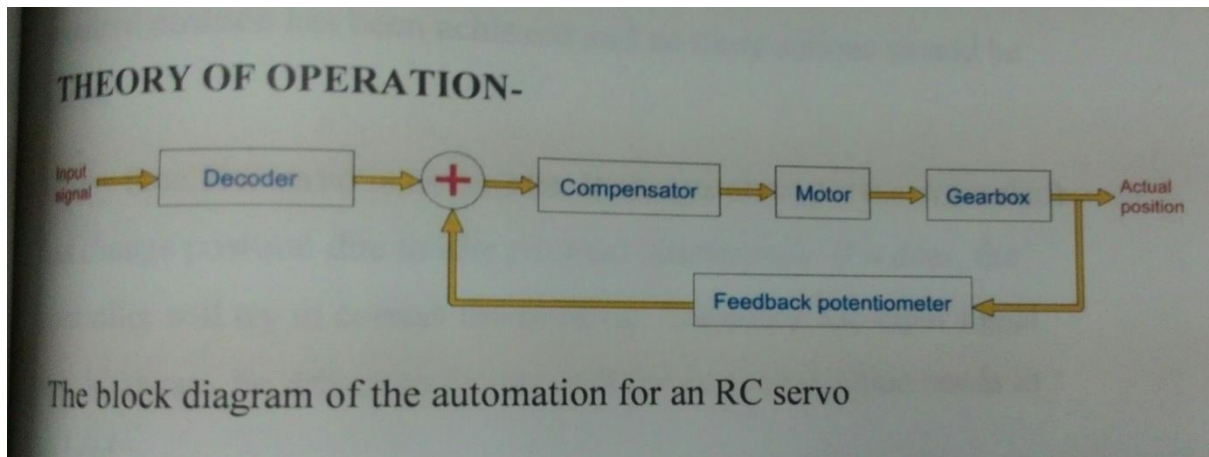 THEORY OF OPERATION-
Input
signal
Decoder
+
Compensator
Motor
Gearbox
Actual
position
Feedback potentiometer
The block diagram of the automation for an RC servo